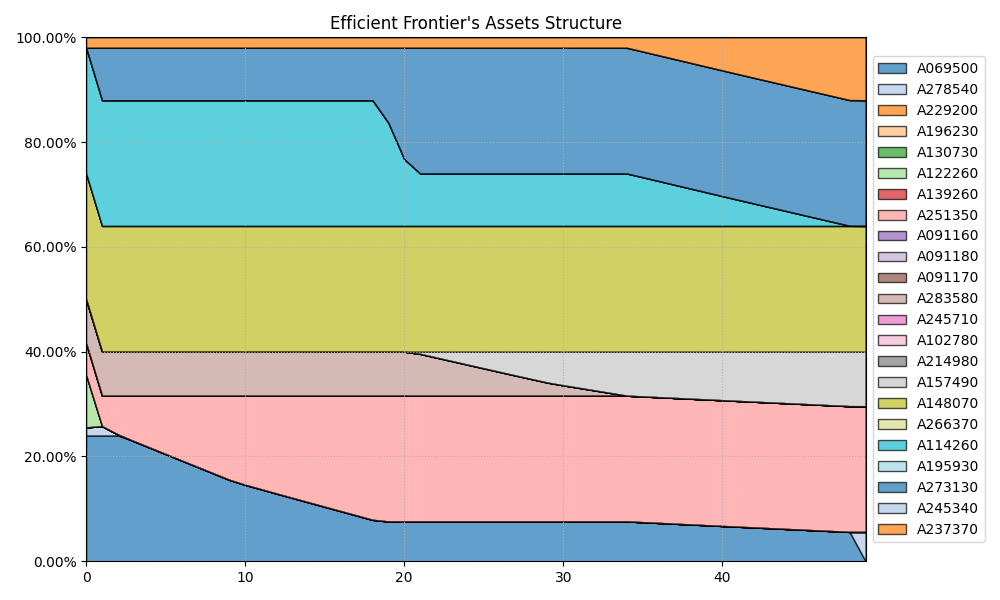 Efficient Frontier's Assets Structure
100.00%
80.00%
60.00%
40.00%
20.00%
0.00%
0
10
20
30
40
A069500
A278540
A229200
A196230
A130730
A122260
A139260
A251350
A091160
A091180
A091170
A283580
A245710
A102780
A214980
A157490
A148070
A266370
A114260
A195930
A273130
A245340
A237370